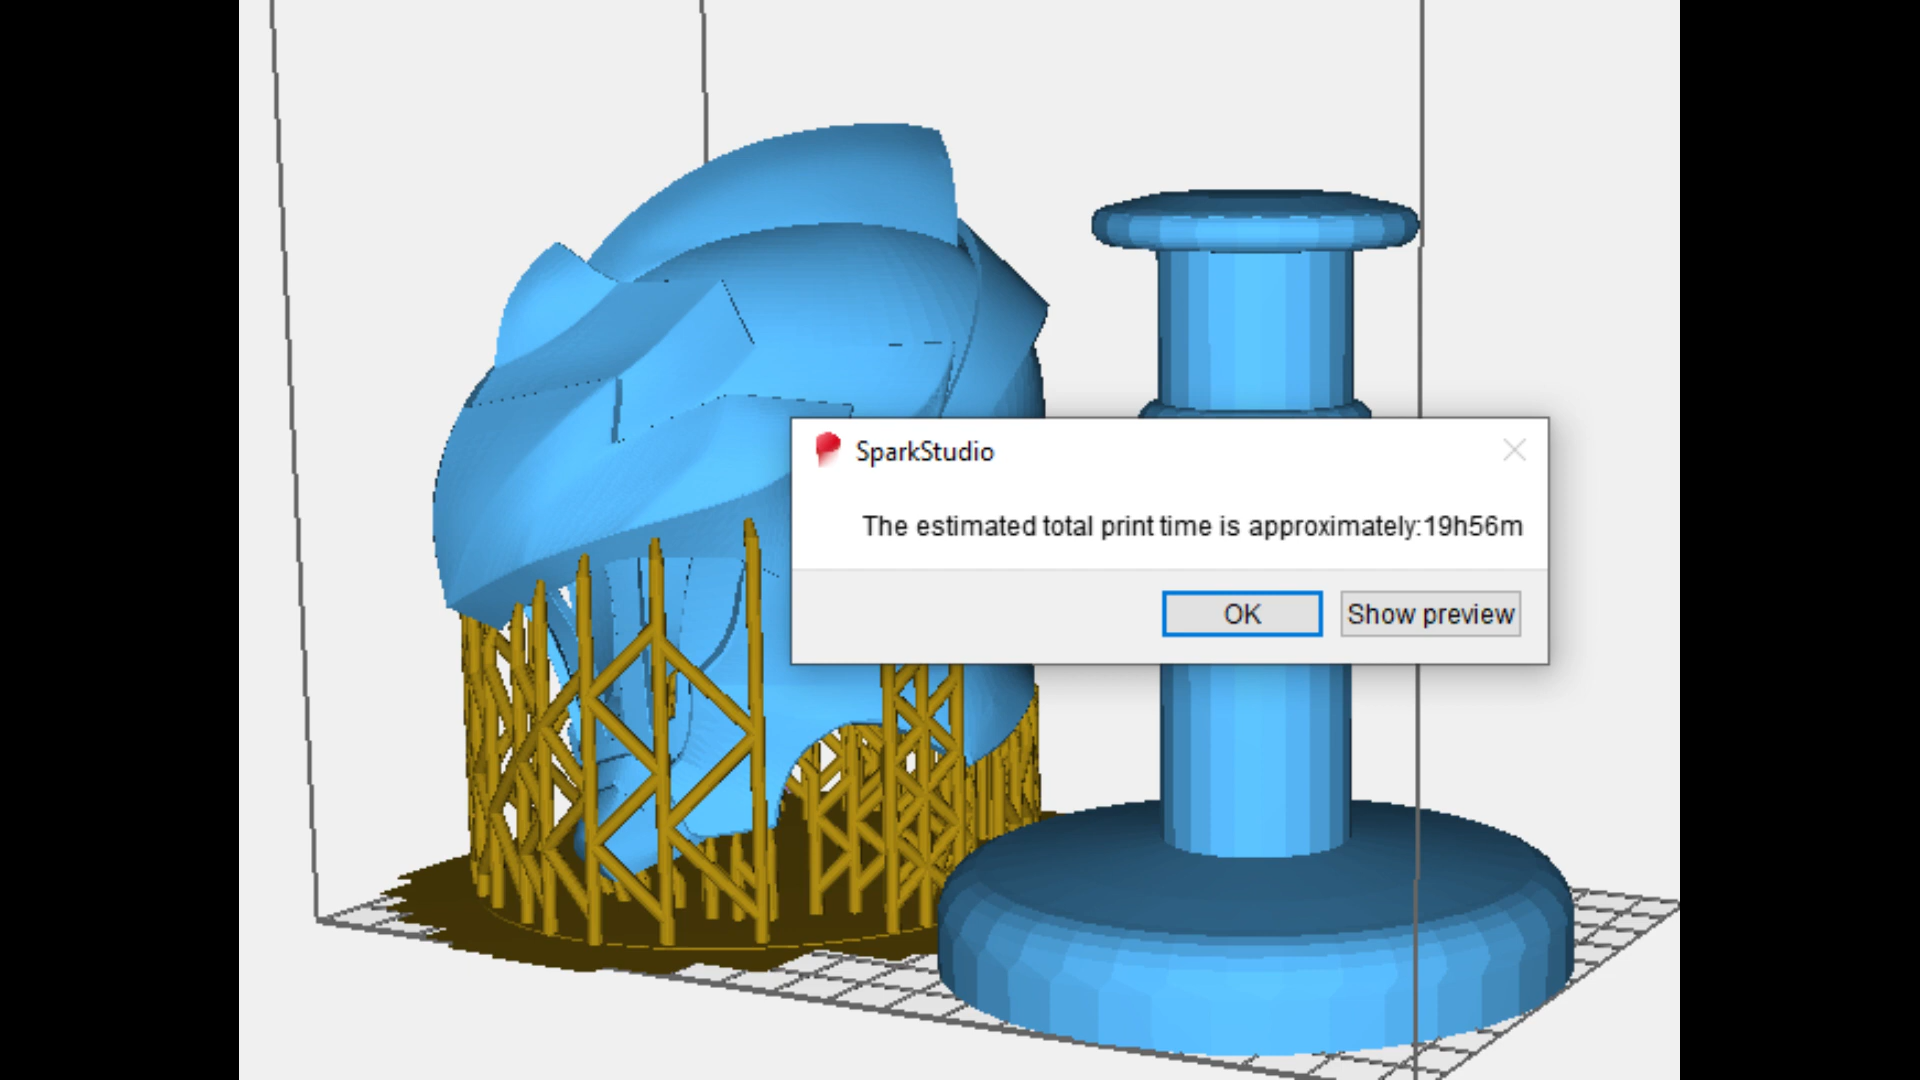 SparkStudio
The estimated total print time is approximately:19h56m
OK
Show preview